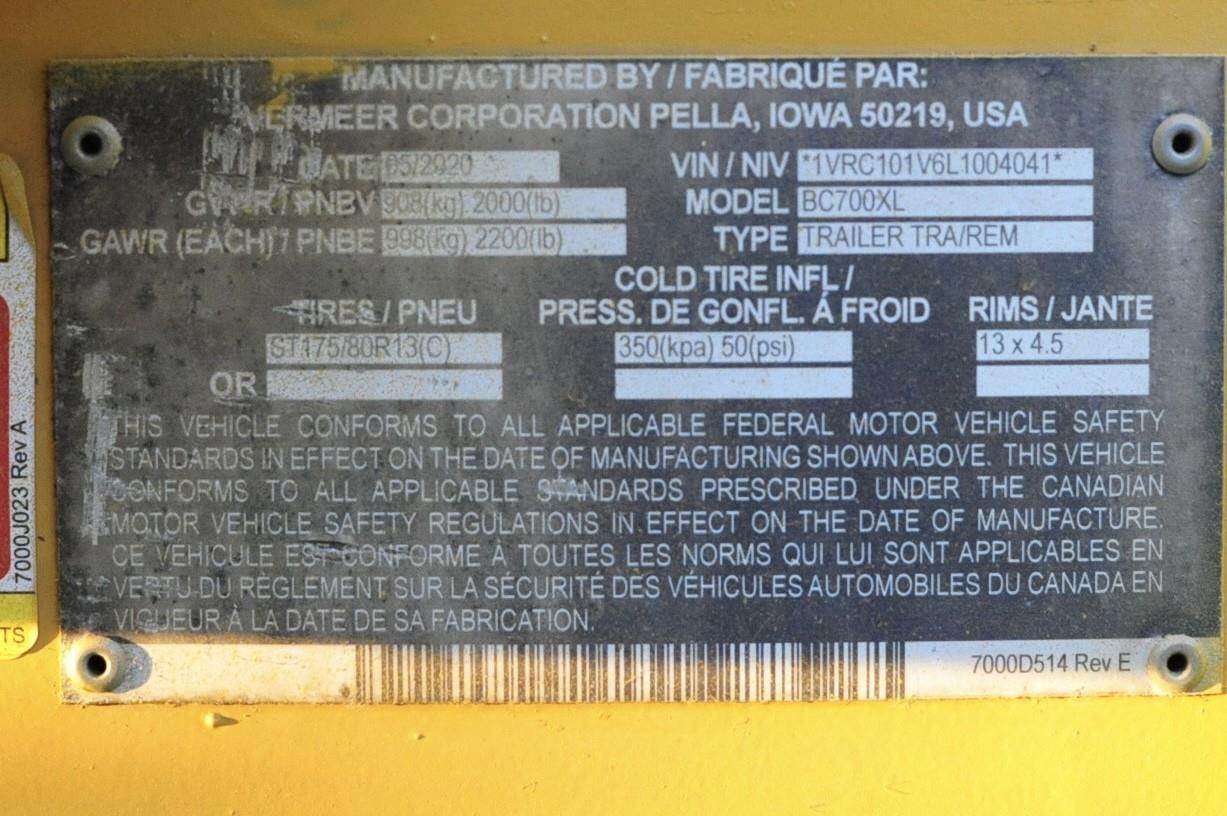 MANUFACTURED BY / FABRIQUÉ PAR:
VERMEER CORPORATION PELLA, IOWA 50219, USA
DATE 05/2020
VIN / NIV *1VRC101V6L1004041*
GVWR / PNBV 908(kg) 2000(lb)
MODEL BC700XL
GAWR (EACH) / PNBE 998(kg) 2200(lb)
TYPE TRAILER TRA/REM
COLD TIRE INFL /
TIRES / PNEU PRESS. DE GONFL. Á FROID RIMS / JANTE
ST175/80R13(C) 350(kpa) 50(psi) 13 x 4.5
OR
THIS VEHICLE CONFORMS TO ALL APPLICABLE FEDERAL MOTOR VEHICLE SAFETY
STANDARDS IN EFFECT ON THE DATE OF MANUFACTURING SHOWN ABOVE. THIS VEHICLE
CONFORMS TO ALL APPLICABLE STANDARDS PRESCRIBED UNDER THE CANADIAN
MOTOR VEHICLE SAFETY REGULATIONS IN EFFECT ON THE DATE OF MANUFACTURE.
CE VÉHICULE EST CONFORME À TOUTES LES NORMS QUI LUI SONT APPLICABLES EN
VERTU DU RÈGLEMENT SUR LA SÉCURITÉ DES VÉHICULES AUTOMOBILES DU CANADA EN
VIGUEUR À LA DATE DE SA FABRICATION.
7000D514 Rev E
7000J023 Rev A
TS